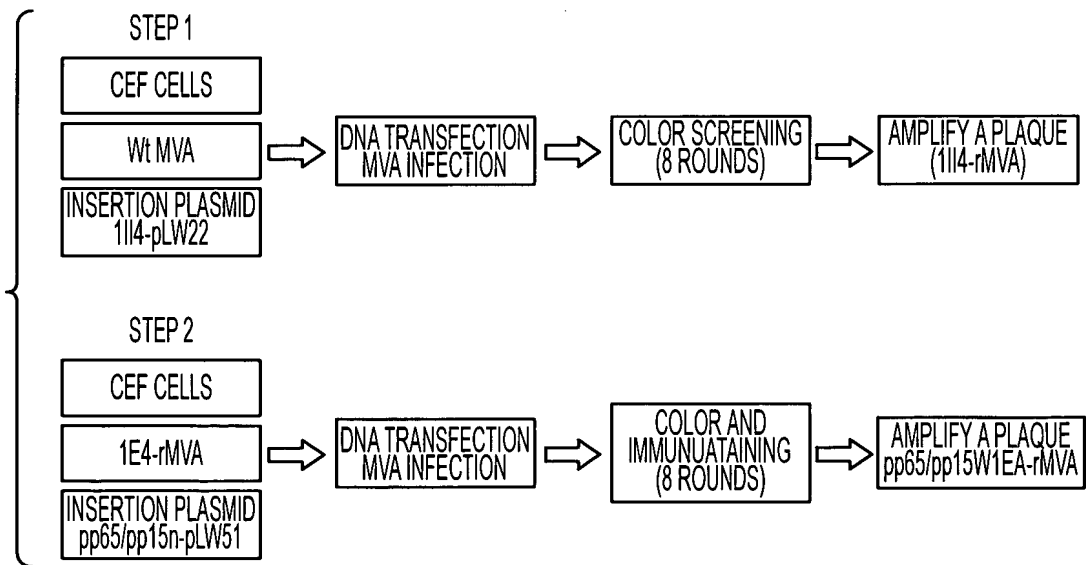 STEP 1
CEF CELLS
Wt MVA
INSERTION PLASMID
1II4-pLW22
DNA TRANSFECTION
MVA INFECTION
COLOR SCREENING
(8 ROUNDS)
AMPLIFY A PLAQUE
(1II4-rMVA)
STEP 2
CEF CELLS
1E4-rMVA
INSERTION PLASMID
pp65/pp15n-pLW51
DNA TRANSFECTION
MVA INFECTION
COLOR AND
IMMUNUATAINING
(8 ROUNDS)
AMPLIFY A PLAQUE
pp65/pp15W1EA-rMVA